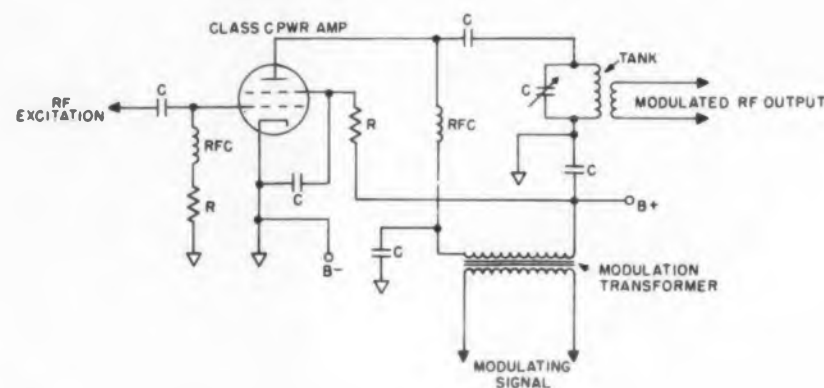 CLASS C PWR AMP
C
TANK
C
C
RF
EXCITATION
MODULATED RF OUTPUT
R
RFC
RFC
C
C
R
B+
C
B-
MODULATION
TRANSFORMER
MODULATING
SIGNAL